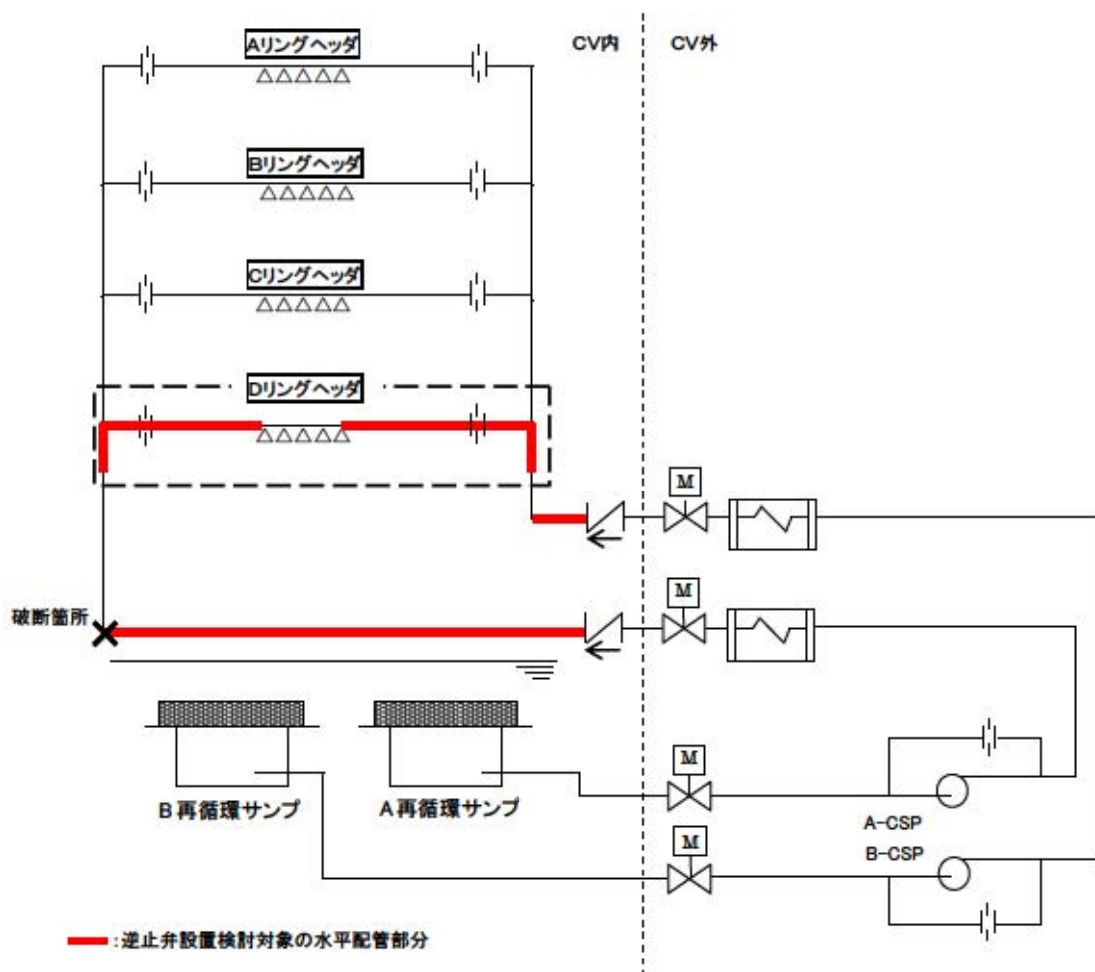 Aリングヘッダ
CV内
CV外
Bリングヘッダ
Cリングヘッダ
Dリングヘッダ
M
M
破断箇所
M
B再循環サンプ
A再循環サンプ
A-CSP
M
B-CSP
:逆止弁設置検討対象の水平配管部分